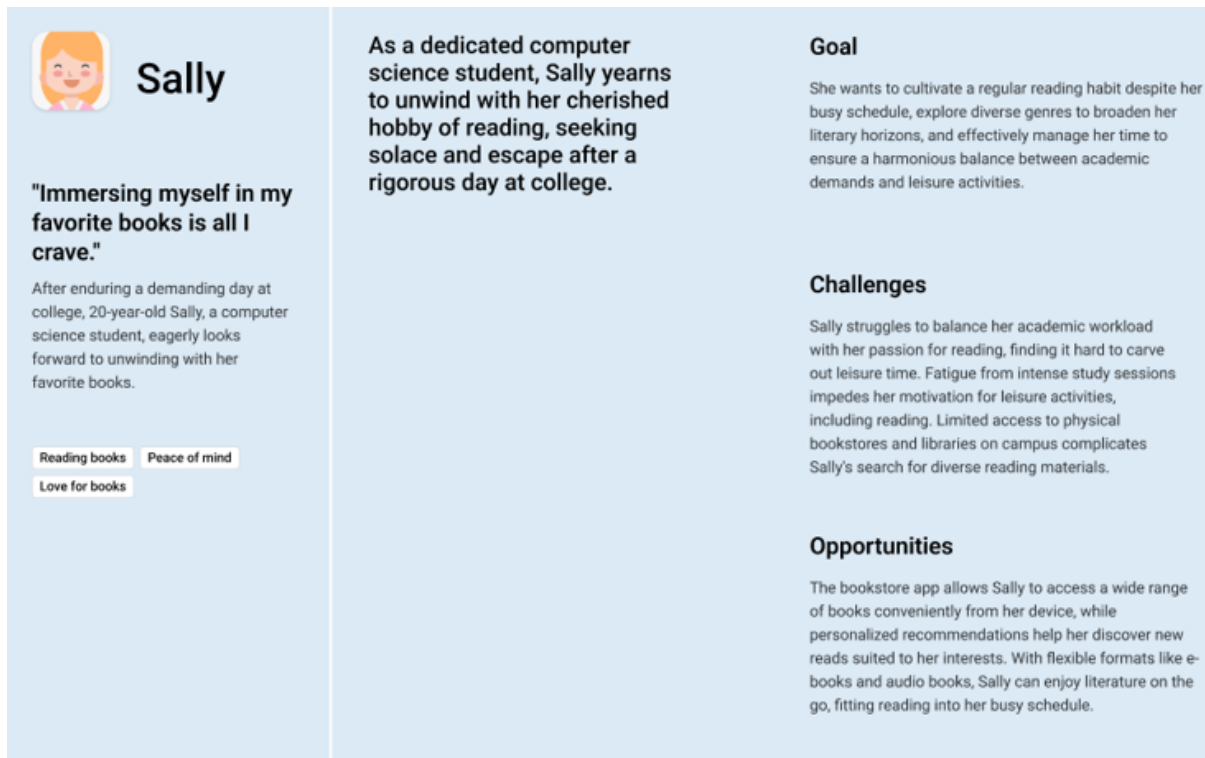 Sally
"Immersing myself in my
favorite books is all I
crave."
After enduring a demanding day at
college, 20-year-old Sally, a computer
science student, eagerly looks
forward to unwinding with her
favorite books.
Reading books
Peace of mind
Love for books
As a dedicated computer
science student, Sally yearns
to unwind with her cherished
hobby of reading, seeking
solace and escape after a
rigorous day at college.
Goal
She wants to cultivate a regular reading habit despite her
busy schedule, explore diverse genres to broaden her
literary horizons, and effectively manage her time to
ensure a harmonious balance between academic
demands and leisure activities.
Challenges
Sally struggles to balance her academic workload
with her passion for reading, finding it hard to carve
out leisure time. Fatigue from intense study sessions
impedes her motivation for leisure activities,
including reading. Limited access to physical
bookstores and libraries on campus complicates
Sally's search for diverse reading materials.
Opportunities
The bookstore app allows Sally to access a wide range
of books conveniently from her device, while
personalized recommendations help her discover new
reads suited to her interests. With flexible formats like e-
books and audio books, Sally can enjoy literature on the
go, fitting reading into her busy schedule.